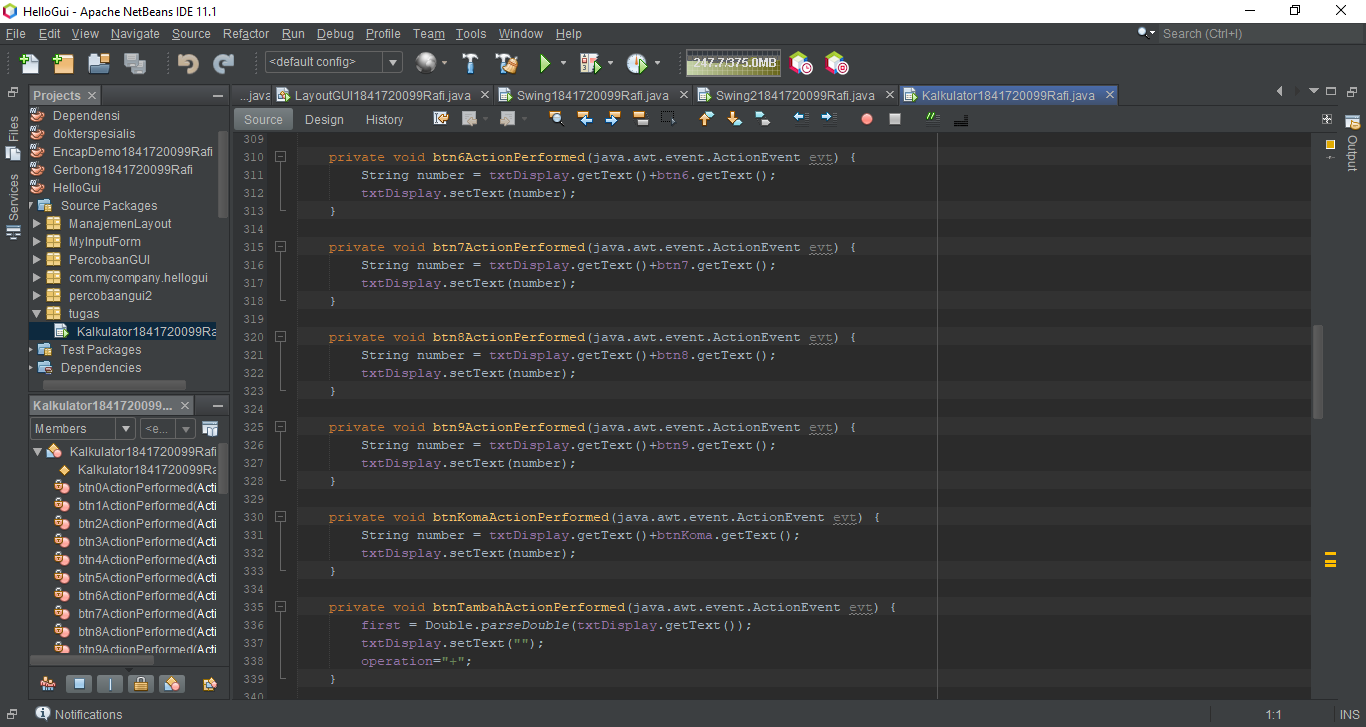 HelloGui - Apache NetBeans IDE 11.1
File Edit View Navigate Source Refactor Run Debug Profile Team Tools Window Help
Search (Ctrl+I)
<default config>
247.7/375.0MB
Files
Services
Projects
Dependensi
dokterspesialis
EncapDemo1841720099Rafi
Gerbong1841720099Rafi
HelloGui
Source Packages
ManajemenLayout
MyInputForm
PercobaanGUI
com.mycompany.hellogui
percobaangui2
tugas
Kalkulator1841720099Ra
Test Packages
Dependencies
Kalkulator1841720099...
Members <e...
Kalkulator1841720099Rafi
Kalkulator1841720099Ra
btn0ActionPerformed(Acti
btn1ActionPerformed(Acti
btn2ActionPerformed(Acti
btn3ActionPerformed(Acti
btn4ActionPerformed(Acti
btn5ActionPerformed(Acti
btn6ActionPerformed(Acti
btn7ActionPerformed(Acti
btn8ActionPerformed(Acti
btn9ActionPerformed(Acti
...java LayoutGUI1841720099Rafi.java Swing1841720099Rafi.java Swing21841720099Rafi.java Kalkulator1841720099Rafi.java
Source Design History
309
310 private void btn6ActionPerformed(java.awt.event.ActionEvent evt) {
311 String number = txtDisplay.getText()+btn6.getText();
312 txtDisplay.setText(number);
313 }
314
315 private void btn7ActionPerformed(java.awt.event.ActionEvent evt) {
316 String number = txtDisplay.getText()+btn7.getText();
317 txtDisplay.setText(number);
318 }
319
320 private void btn8ActionPerformed(java.awt.event.ActionEvent evt) {
321 String number = txtDisplay.getText()+btn8.getText();
322 txtDisplay.setText(number);
323 }
324
325 private void btn9ActionPerformed(java.awt.event.ActionEvent evt) {
326 String number = txtDisplay.getText()+btn9.getText();
327 txtDisplay.setText(number);
328 }
329
330 private void btnKomaActionPerformed(java.awt.event.ActionEvent evt) {
331 String number = txtDisplay.getText()+btnKoma.getText();
332 txtDisplay.setText(number);
333 }
334
335 private void btnTambahActionPerformed(java.awt.event.ActionEvent evt) {
336 first = Double.parseDouble(txtDisplay.getText());
337 txtDisplay.setText("");
338 operation="+";
339 }
340
Output
Notifications
1:1 INS